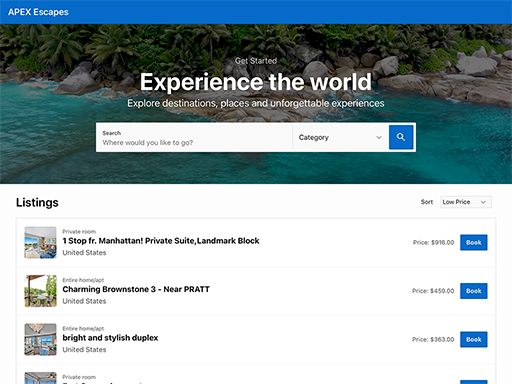 APEX Escapes
Get Started
Experience the world
Explore destinations, places and unforgettable experiences
Search
Where would you like to go?
Category
Listings
Sort
Low Price
Private room
1 Stop fr. Manhattan! Private Suite,Landmark Block
United States
Price: $916.00
Book
Entire home/apt
Charming Brownstone 3 - Near PRATT
United States
Price: $459.00
Book
Entire home/apt
bright and stylish duplex
United States
Price: $363.00
Book
Private room